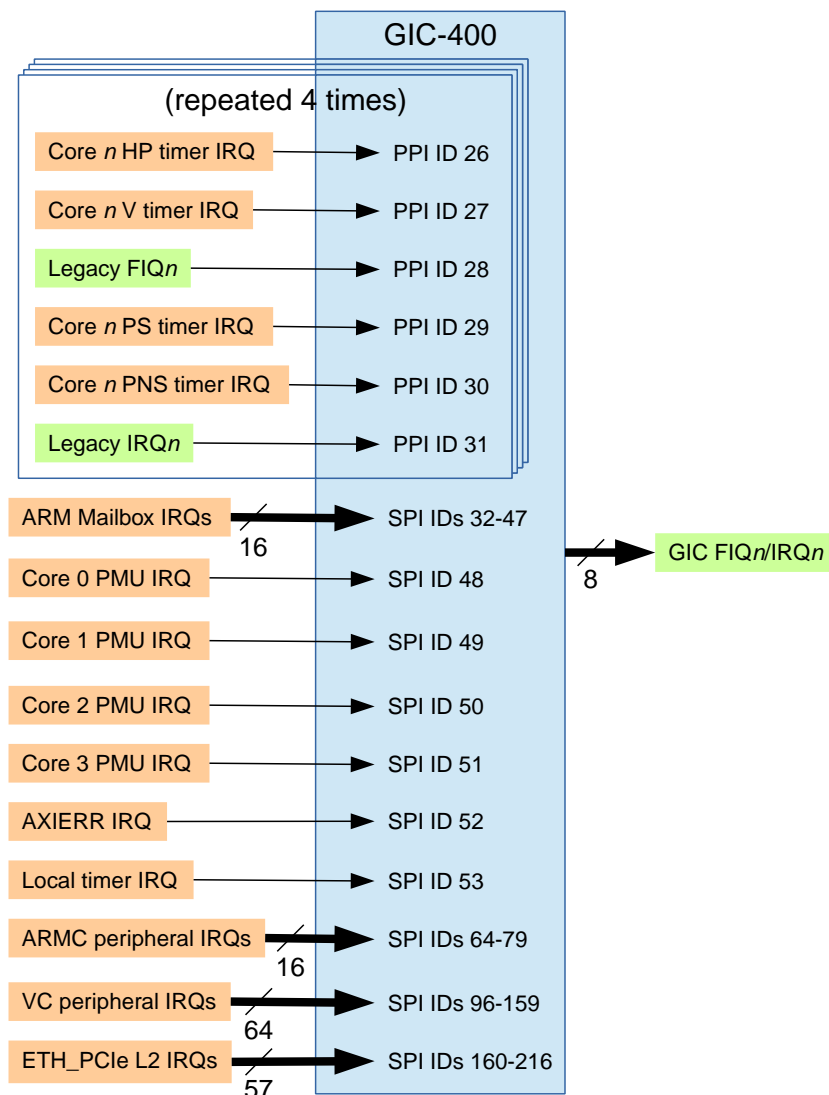 GIC-400
(repeated 4 times)
Core n HP timer IRQ PPI ID 26
Core n V timer IRQ PPI ID 27
Legacy FIQn PPI ID 28
Core n PS timer IRQ PPI ID 29
Core n PNS timer IRQ PPI ID 30
Legacy IRQn PPI ID 31
ARM Mailbox IRQs 16 SPI IDs 32-47
8 GIC FIQn/IRQn
Core 0 PMU IRQ SPI ID 48
Core 1 PMU IRQ SPI ID 49
Core 2 PMU IRQ SPI ID 50
Core 3 PMU IRQ SPI ID 51
AXIERR IRQ SPI ID 52
Local timer IRQ SPI ID 53
ARMC peripheral IRQs 16 SPI IDs 64-79
VC peripheral IRQs 64 SPI IDs 96-159
ETH_PCIe L2 IRQs 57 SPI IDs 160-216